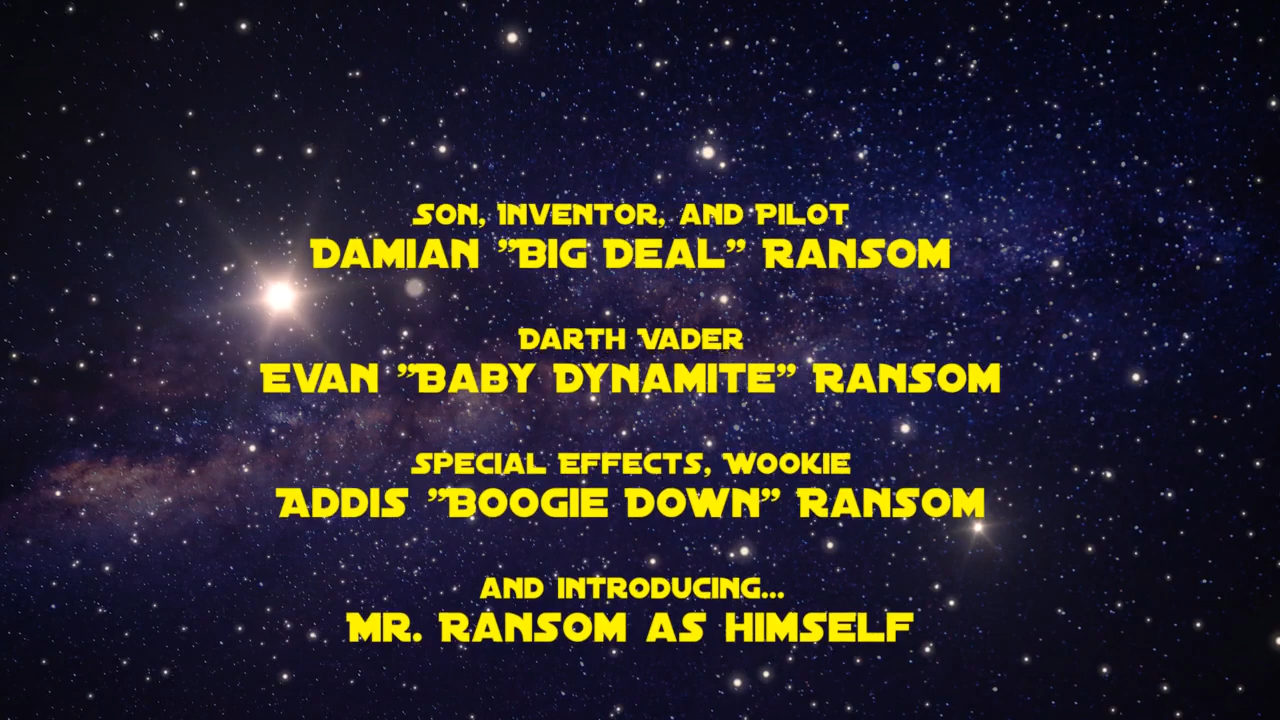 Son, Inventor, and Pilot
Damian "Big Deal" Ransom
Darth Vader
Evan "Baby Dynamite" Ransom
Special Effects, Wookie
Addis "Boogie Down" Ransom
and introducing...
Mr. Ransom as himself